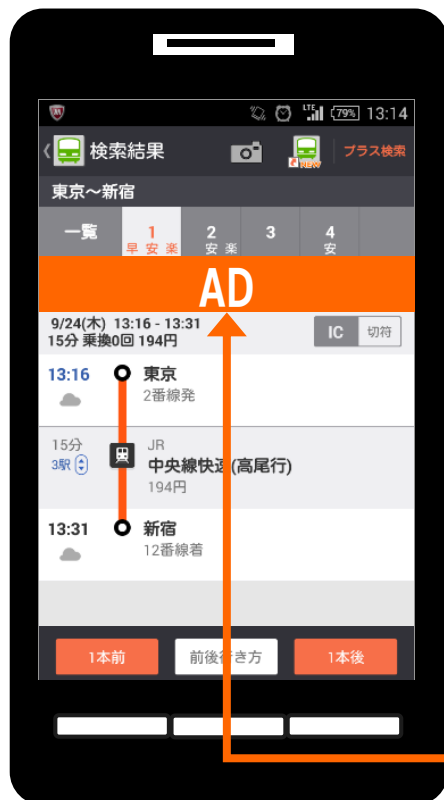 LTE 79% 13:14
検索結果 NEW プラス検索
東京～新宿
一覧 1 2 3 4
早 安 楽 安 楽 安
AD
9/24(木) 13:16 - 13:31
15分 乗換0回 194円
IC 切符
13:16 東京
2番線発
15分 JR
3駅 中央線快速(高尾行)
194円
13:31 新宿
12番線着
1本前 前後行き方 1本後